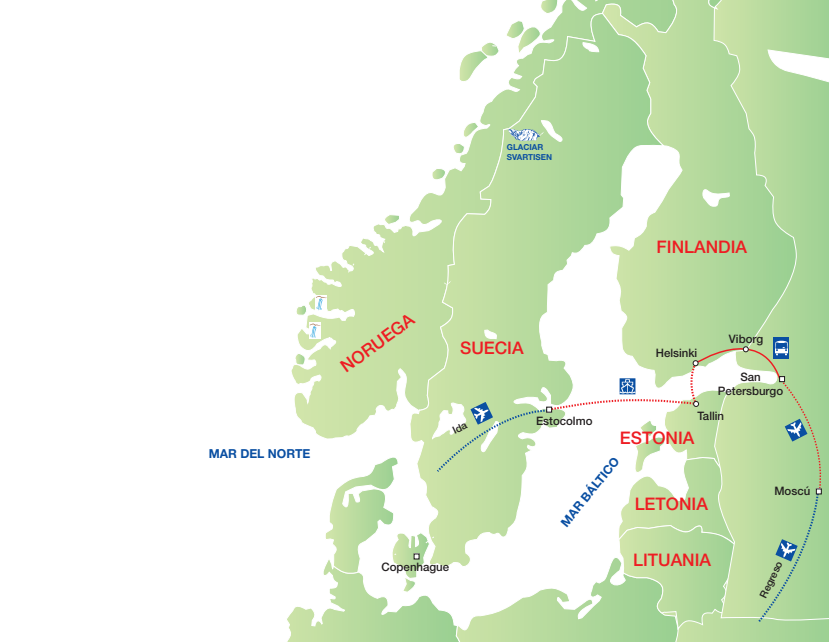 GLACIAR
SVARTISEN
FINLANDIA
NORUEGA
SUECIA
Viborg
Helsinki
San
Petersburgo
Ida
Estocolmo
Tallin
ESTONIA
MAR DEL NORTE
MAR BÁLTICO
Moscú
LETONIA
LITUANIA
Copenhague
Regreso